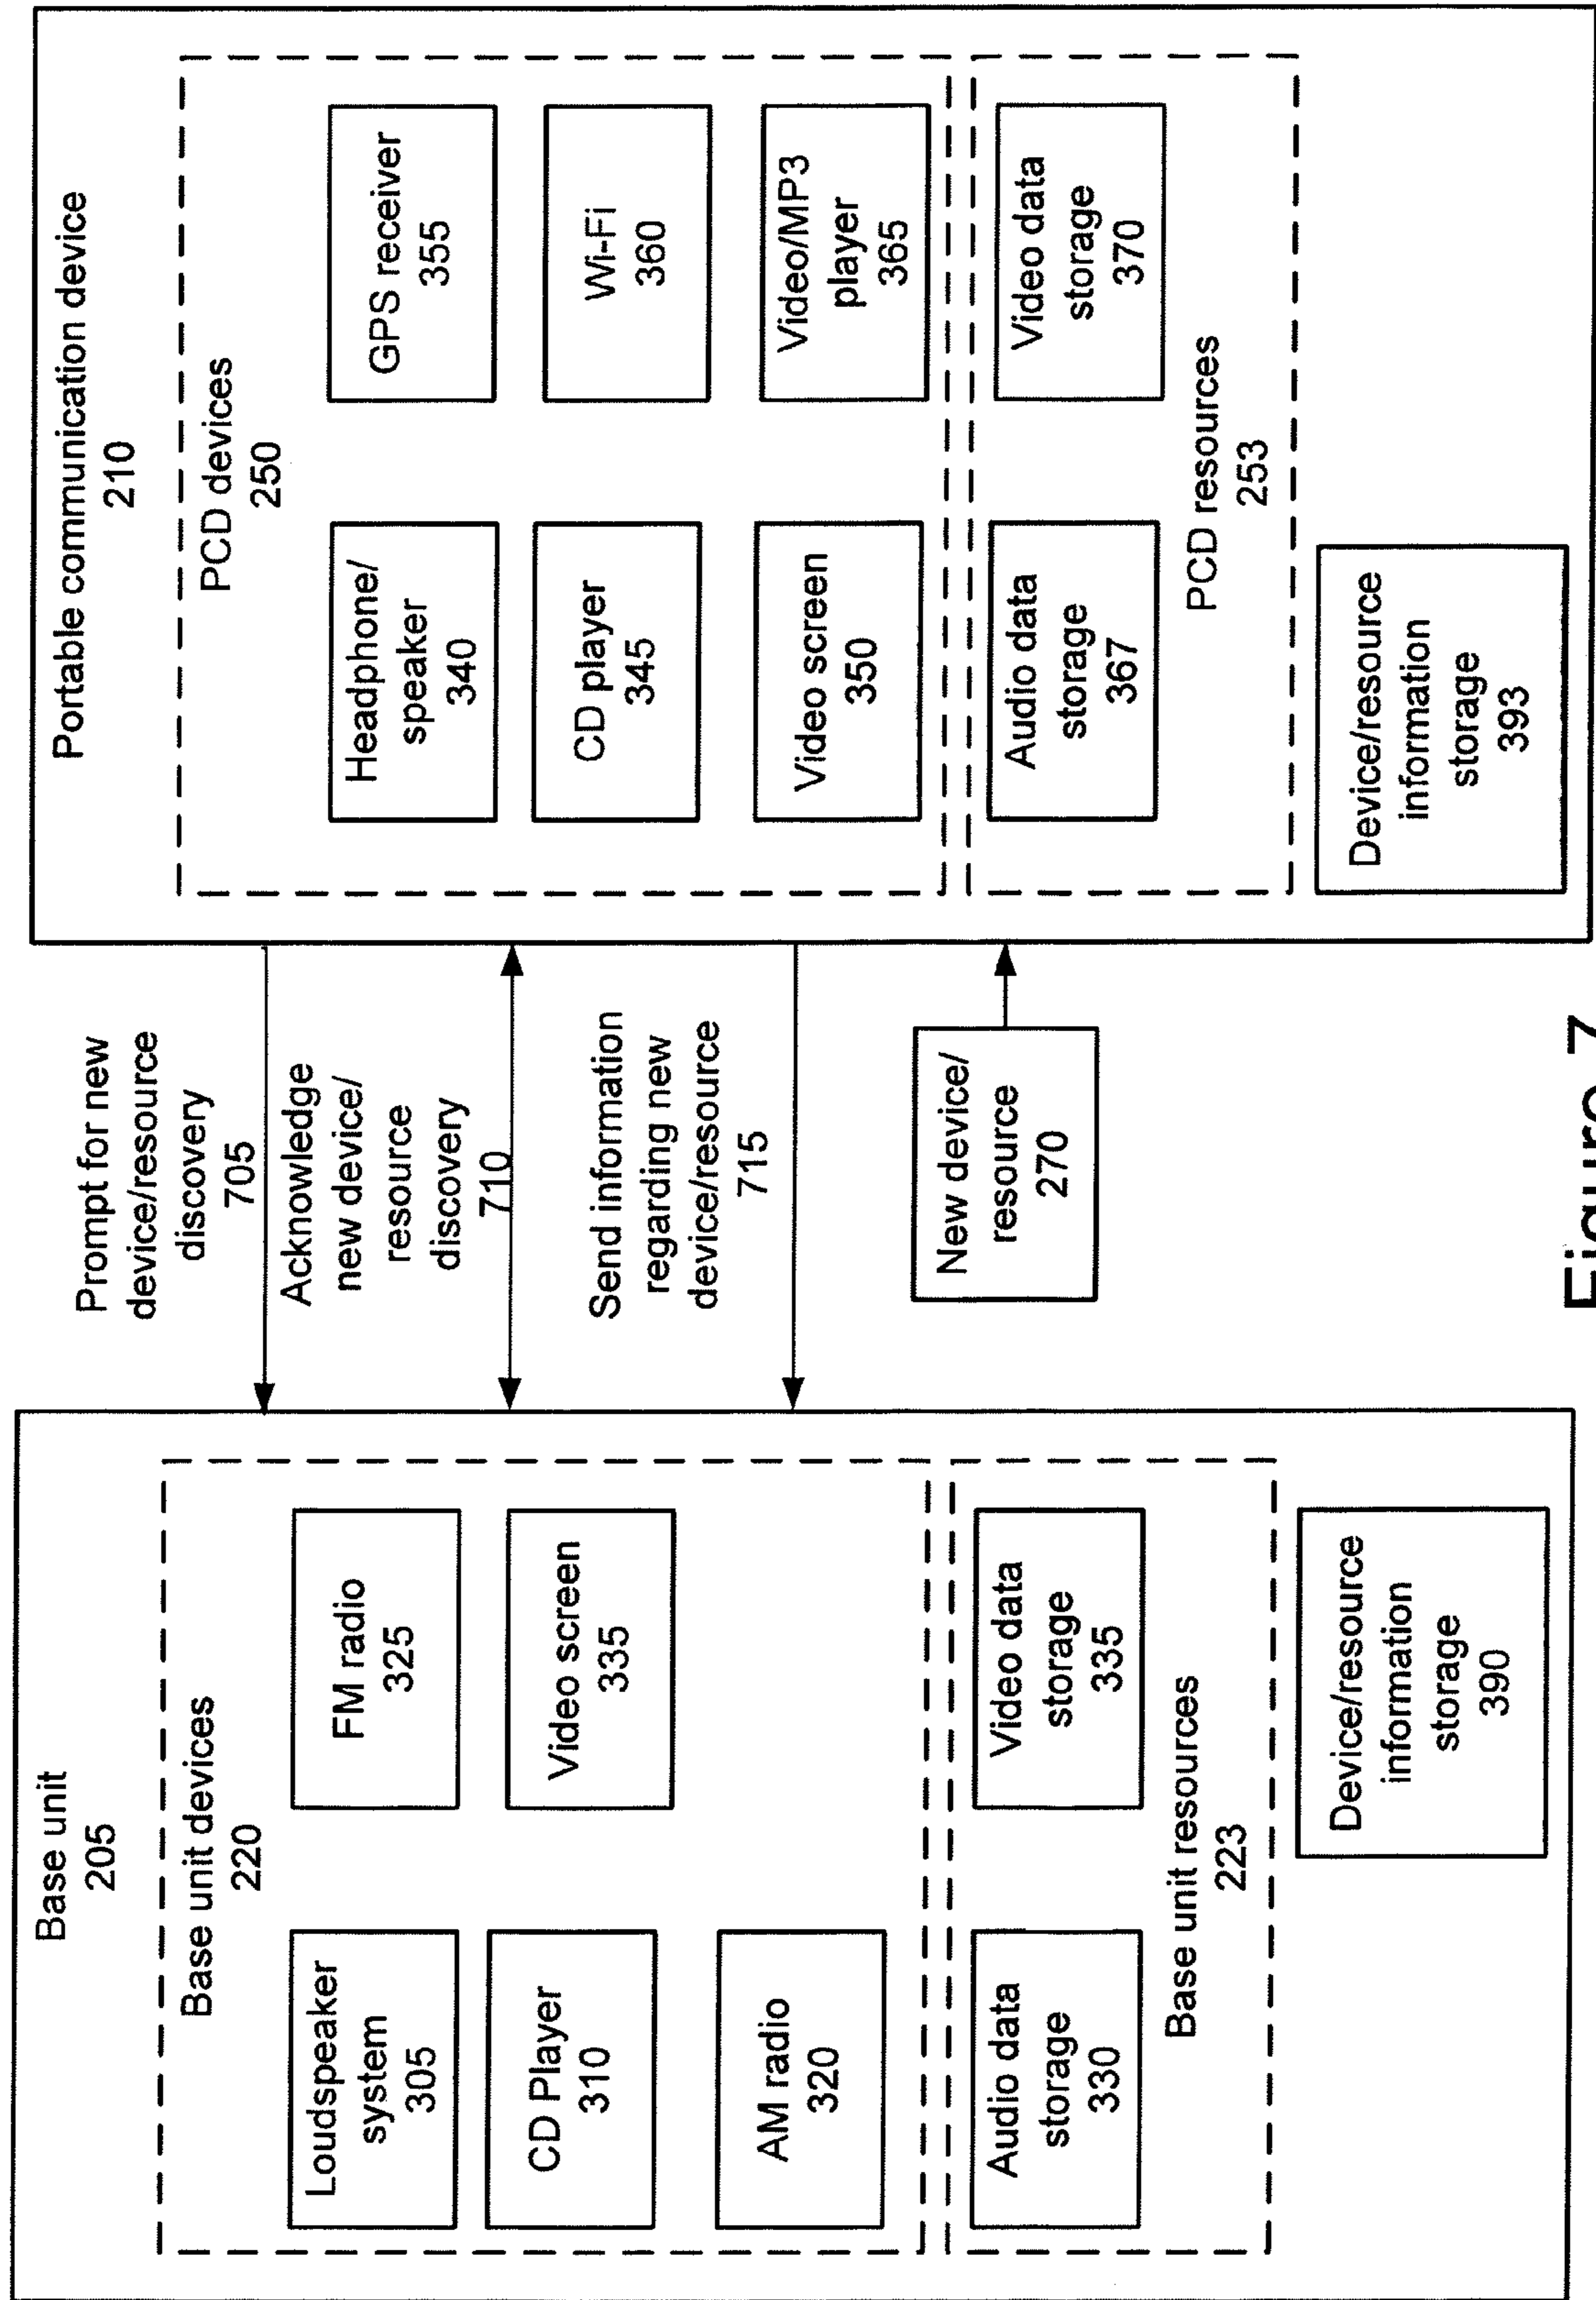 Base unit
205
Base unit devices
220
Loudspeaker
system
305
FM radio
325
CD Player
310
Video screen
335
AM radio
320
Audio data
storage
330
Video data
storage
335
Base unit resources
223
Device/resource
information
storage
390
Prompt for new
device/resource
discovery
705
Acknowledge
new device/
resource
discovery
710
Send information
regarding new
device/resource
715
New device/
resource
270
Portable communication device
210
PCD devices
250
Headphone/
speaker
340
GPS receiver
355
CD player
345
Wi-Fi
360
Video screen
350
Video/MP3
player
365
Audio data
storage
367
Video data
storage
370
PCD resources
253
Device/resource
information
storage
393
Figure 7